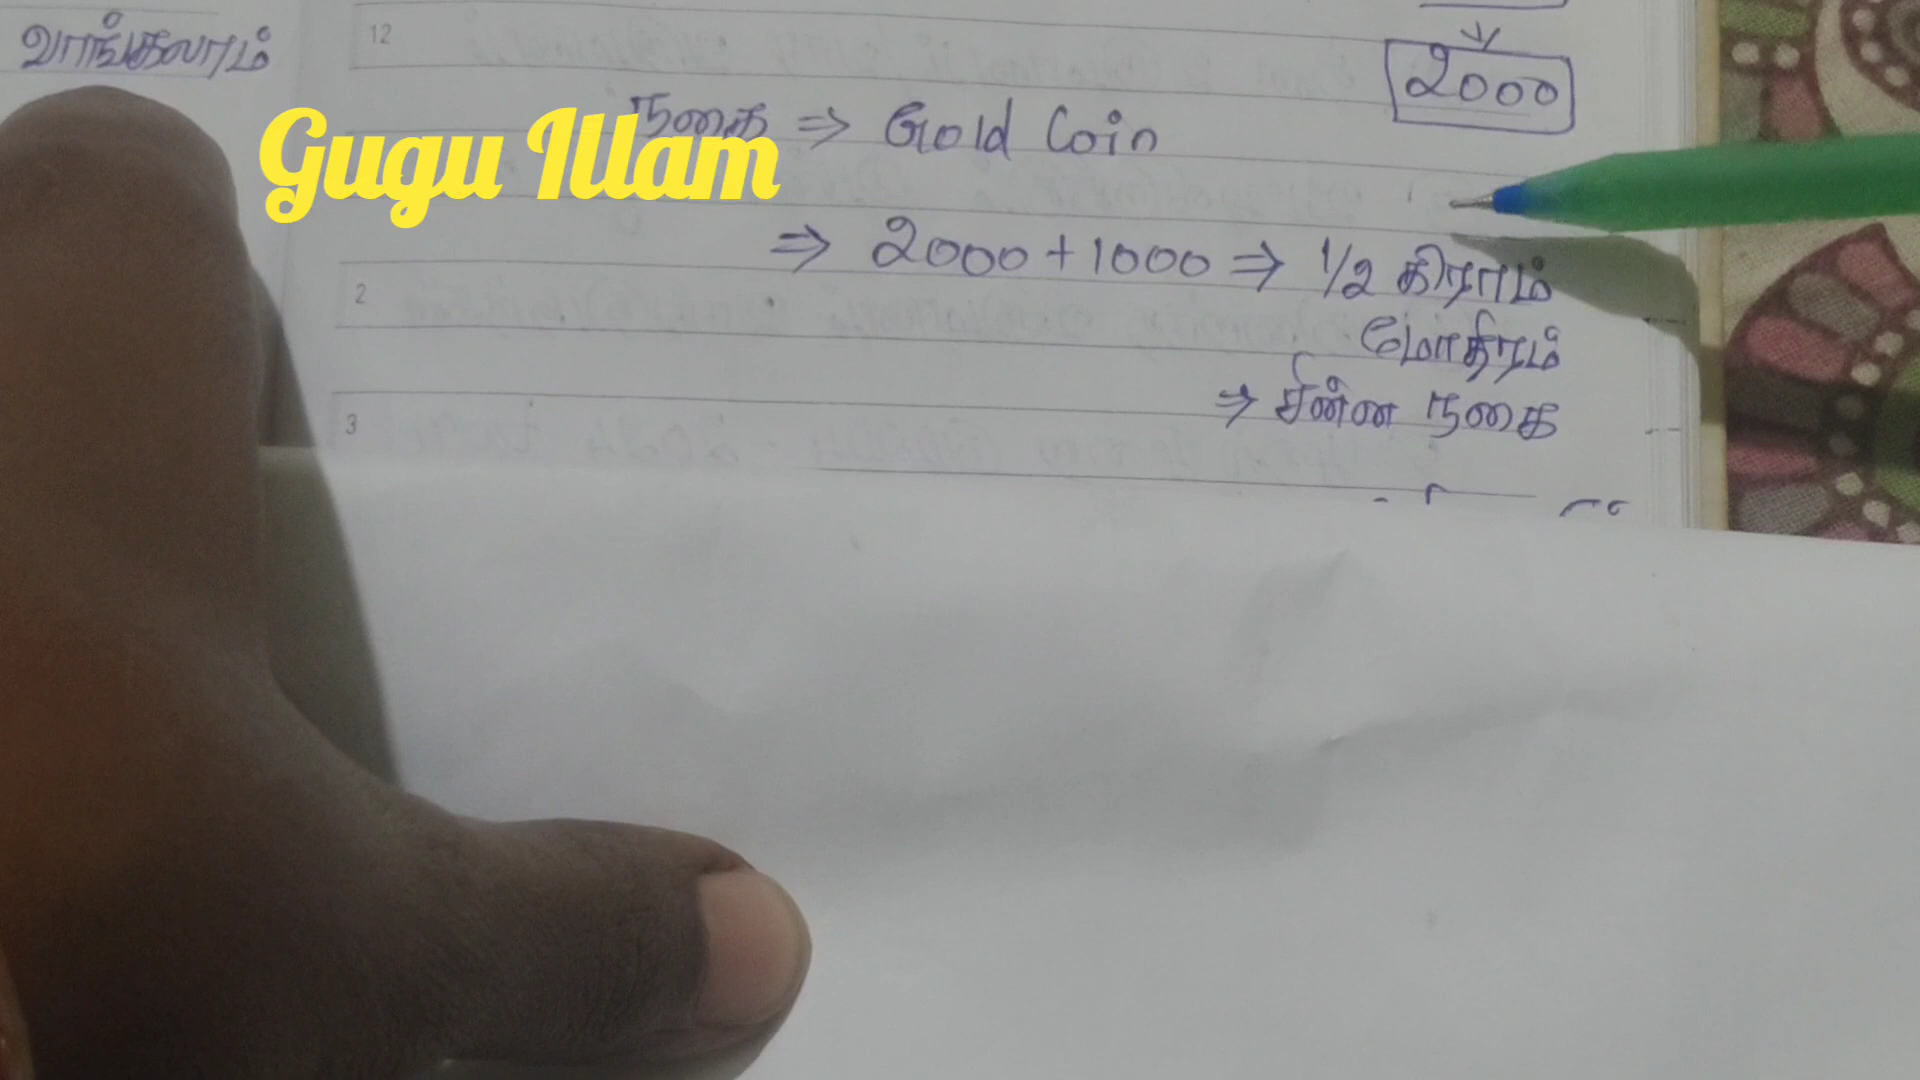 வாங்கலாம்
12
2000
நகை ⇒ Gold Coin
Gugu Illam
⇒ 2000 + 1000 ⇒ 1/2 கிராம்
2
மோதிரம்
⇒ சின்ன நகை
3